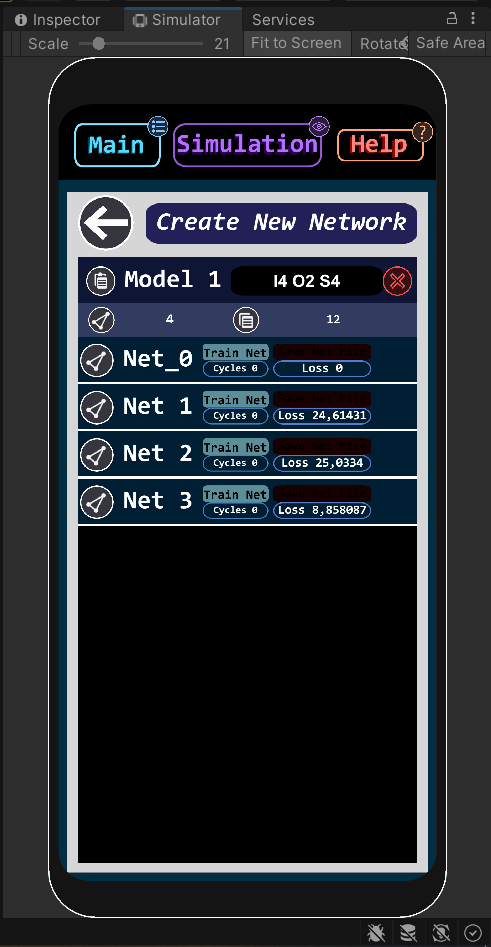 Inspector Simulator Services
Scale 21 Fit to Screen Rotate Safe Area
Main Simulation Help ?
Create New Network
Model 1 I4 O2 S4
4 12
Net_0 Train Net
Cycles 0 Loss 0
Net 1 Train Net
Cycles 0 Loss 24,61431
Net 2 Train Net
Cycles 0 Loss 25,0334
Net 3 Train Net
Cycles 0 Loss 8,858087